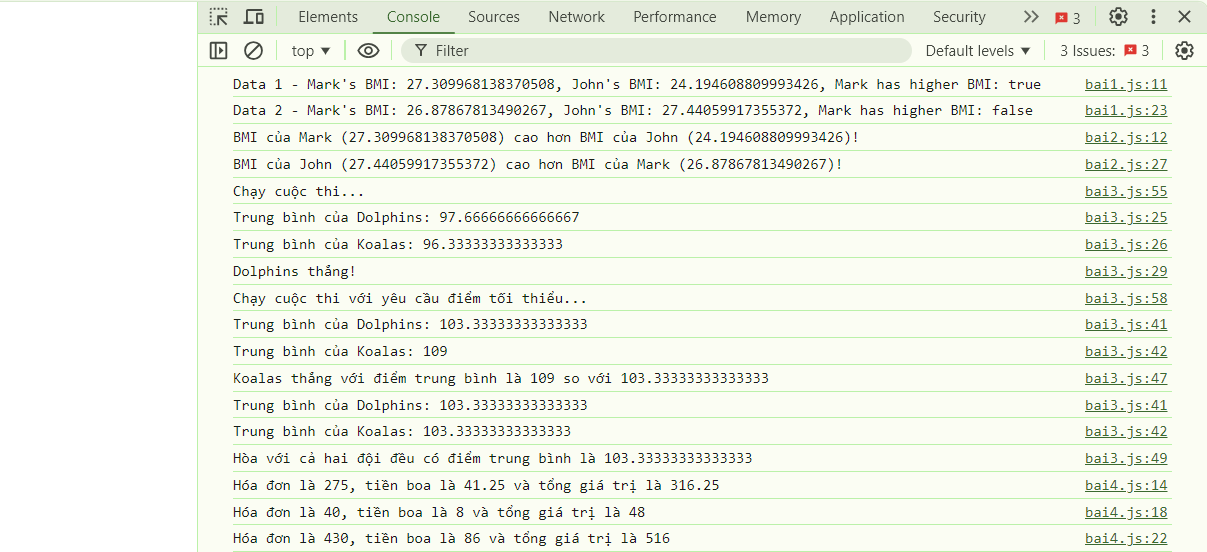 Elements Console Sources Network Performance Memory Application Security 3
top Filter Default levels 3 Issues: 3
Data 1 - Mark's BMI: 27.309968138370508, John's BMI: 24.194608809993426, Mark has higher BMI: true bai1.js:11
Data 2 - Mark's BMI: 26.87867813490267, John's BMI: 27.44059917355372, Mark has higher BMI: false bai1.js:23
BMI của Mark (27.309968138370508) cao hơn BMI của John (24.194608809993426)! bai2.js:12
BMI của John (27.44059917355372) cao hơn BMI của Mark (26.87867813490267)! bai2.js:27
Chạy cuộc thi... bai3.js:55
Trung bình của Dolphins: 97.66666666666667 bai3.js:25
Trung bình của Koalas: 96.33333333333333 bai3.js:26
Dolphins thắng! bai3.js:29
Chạy cuộc thi với yêu cầu điểm tối thiểu... bai3.js:58
Trung bình của Dolphins: 103.33333333333333 bai3.js:41
Trung bình của Koalas: 109 bai3.js:42
Koalas thắng với điểm trung bình là 109 so với 103.33333333333333 bai3.js:47
Trung bình của Dolphins: 103.33333333333333 bai3.js:41
Trung bình của Koalas: 103.33333333333333 bai3.js:42
Hòa với cả hai đội đều có điểm trung bình là 103.33333333333333 bai3.js:49
Hóa đơn là 275, tiền boa là 41.25 và tổng giá trị là 316.25 bai4.js:14
Hóa đơn là 40, tiền boa là 8 và tổng giá trị là 48 bai4.js:18
Hóa đơn là 430, tiền boa là 86 và tổng giá trị là 516 bai4.js:22